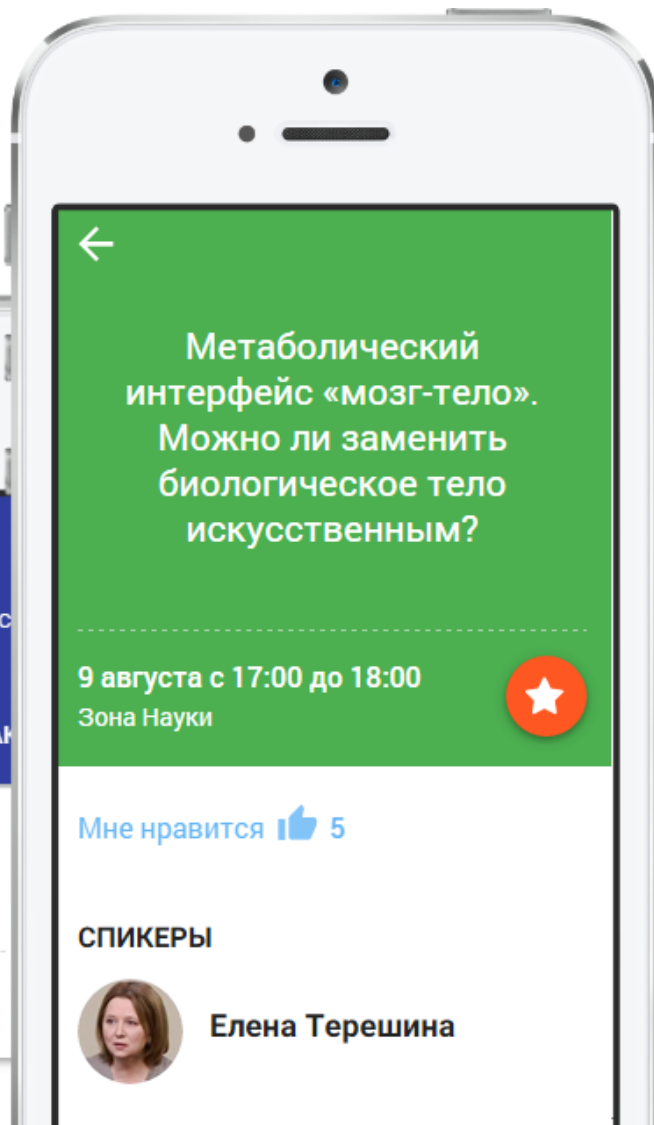 Метаболический
интерфейс «мозг-тело».
Можно ли заменить
биологическое тело
искусственным?
9 августа с 17:00 до 18:00
Зона Науки
Мне нравится 5
СПИКЕРЫ
Елена Терешина